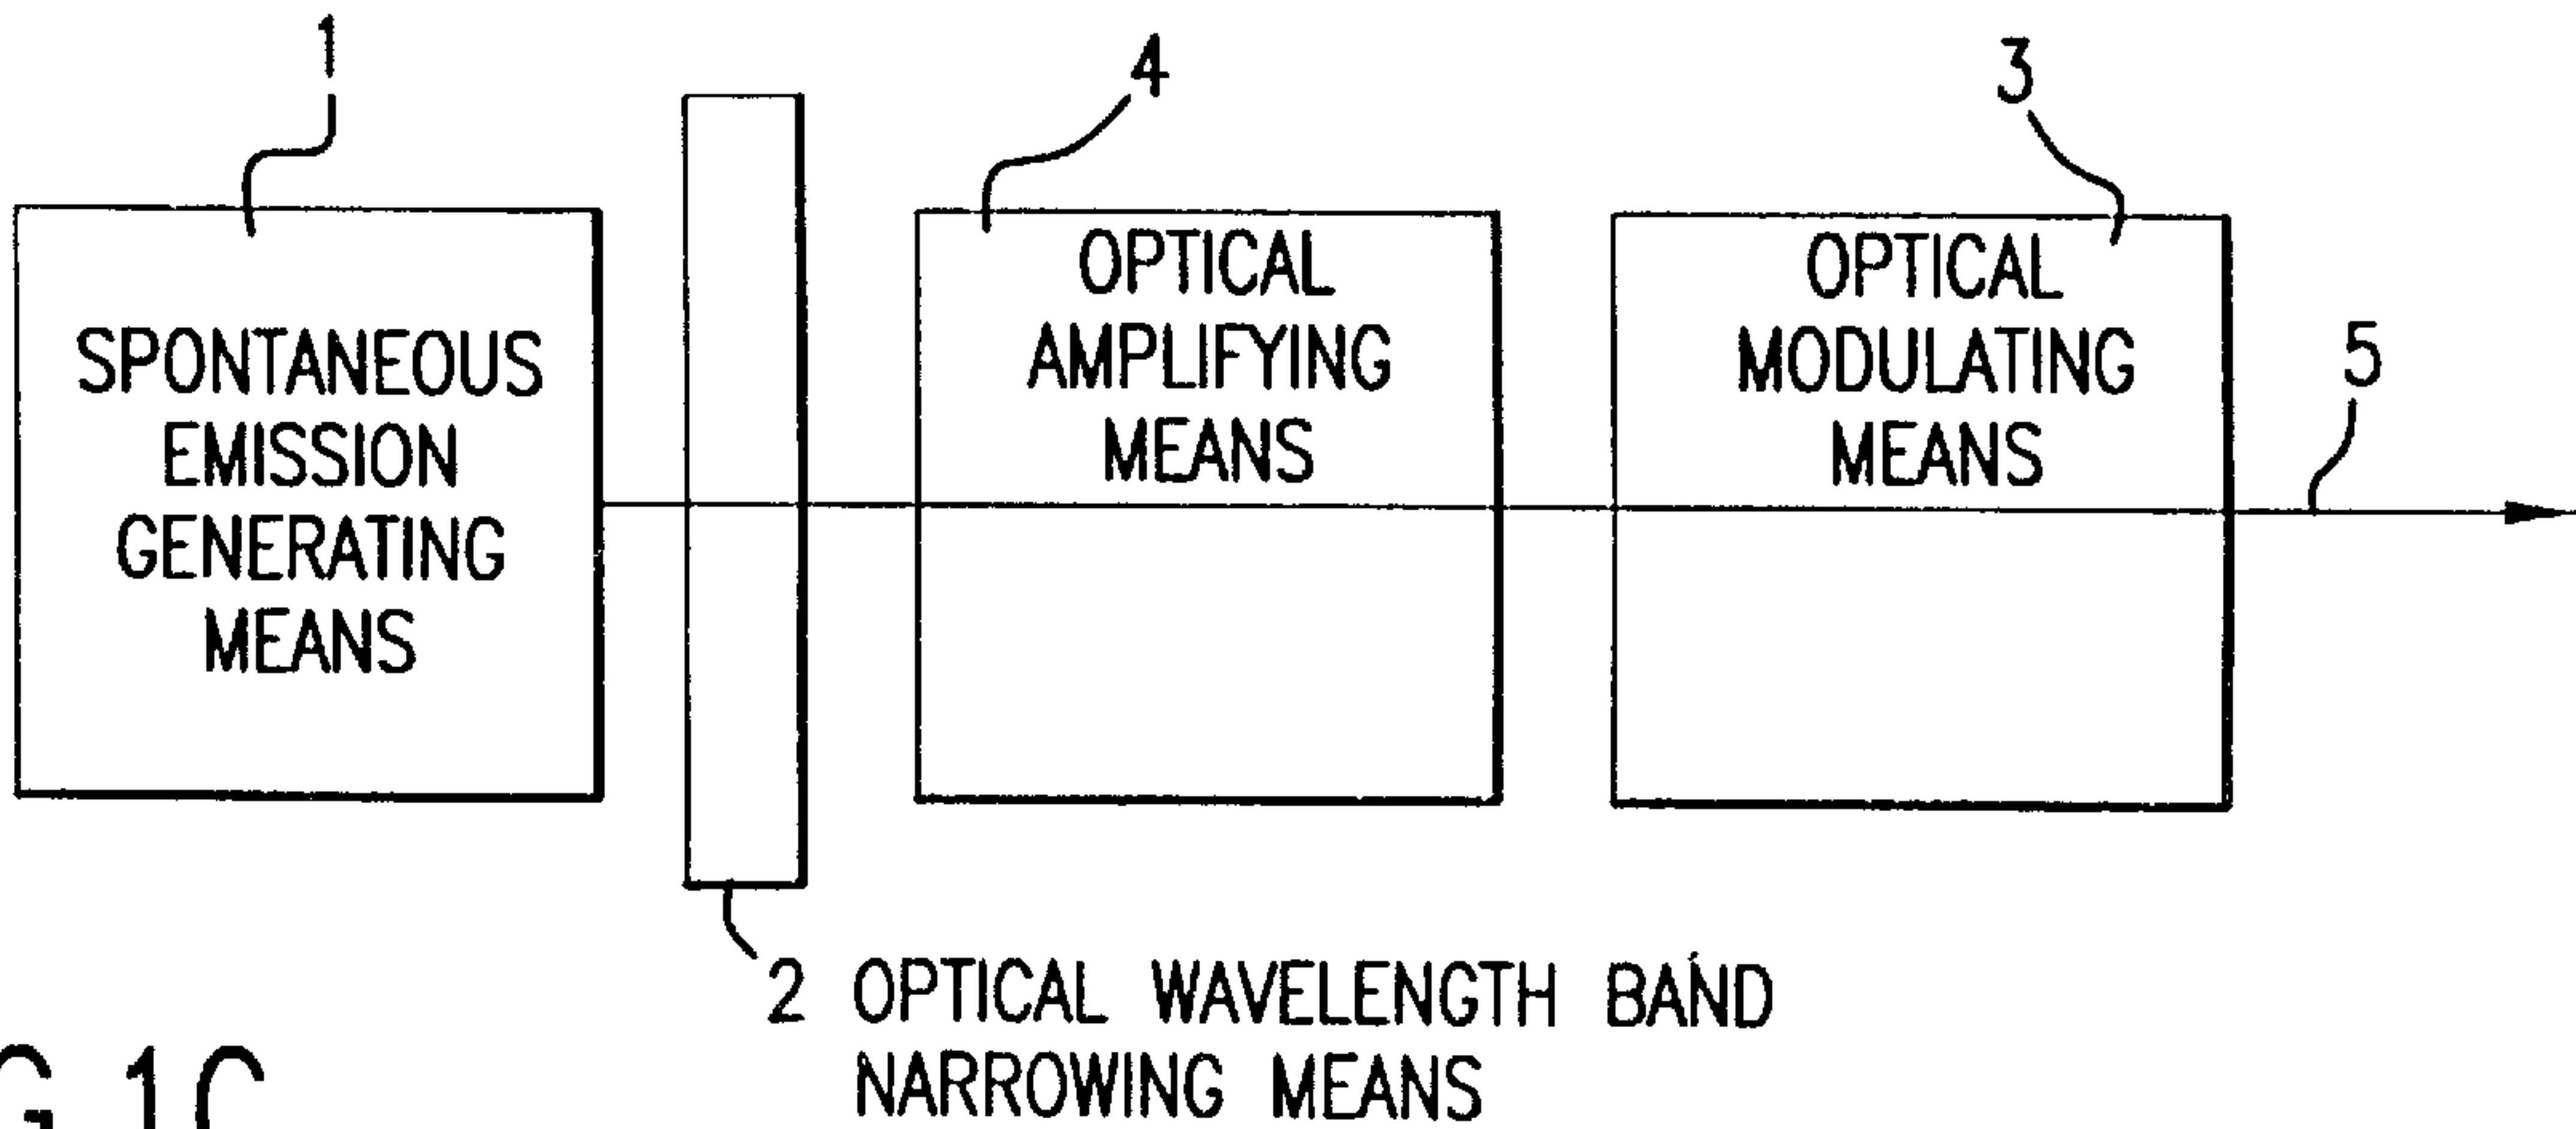 1
4
3
SPONTANEOUS
EMISSION
GENERATING
MEANS
OPTICAL
AMPLIFYING
MEANS
OPTICAL
MODULATING
MEANS
5
2 OPTICAL WAVELENGTH BAND
NARROWING MEANS